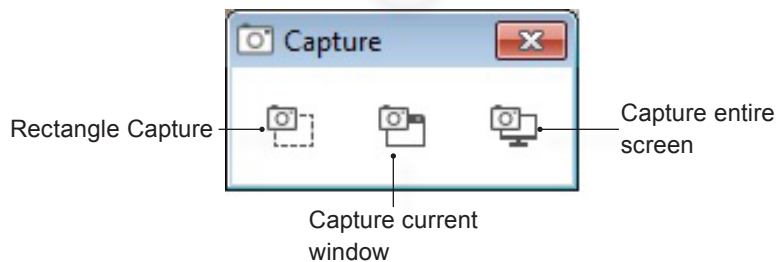 Capture
Rectangle Capture
Capture entire
screen
Capture current
window